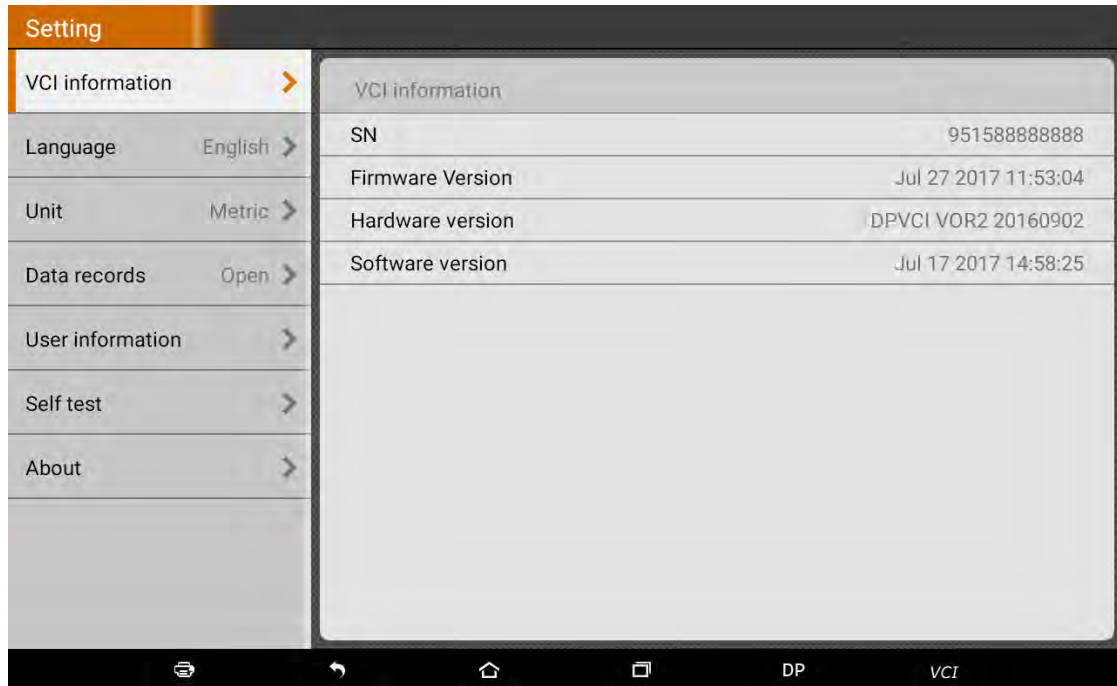 Setting
VCI information
Language English
Unit Metric
Data records Open
User information
Self test
About
VCI information
SN 951588888888
Firmware Version Jul 27 2017 11:53:04
Hardware version DPVCI VOR2 20160902
Software version Jul 17 2017 14:58:25
DP VCI